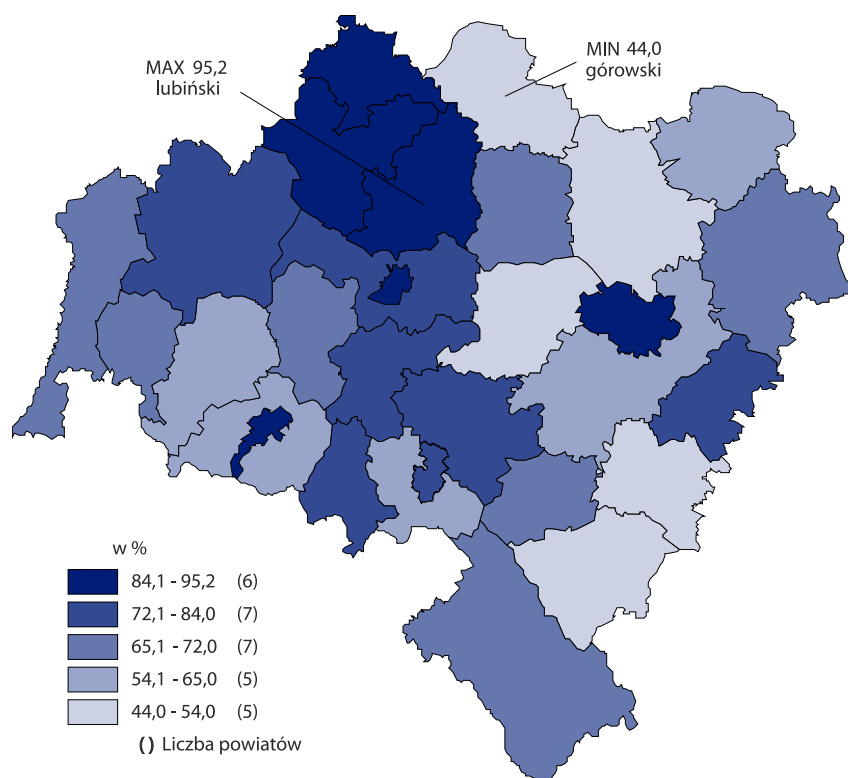 MAX 95,2
lubiński
MIN 44,0
górowski
w %
84,1 - 95,2 (6)
72,1 - 84,0 (7)
65,1 - 72,0 (7)
54,1 - 65,0 (5)
44,0 - 54,0 (5)
( ) Liczba powiatów